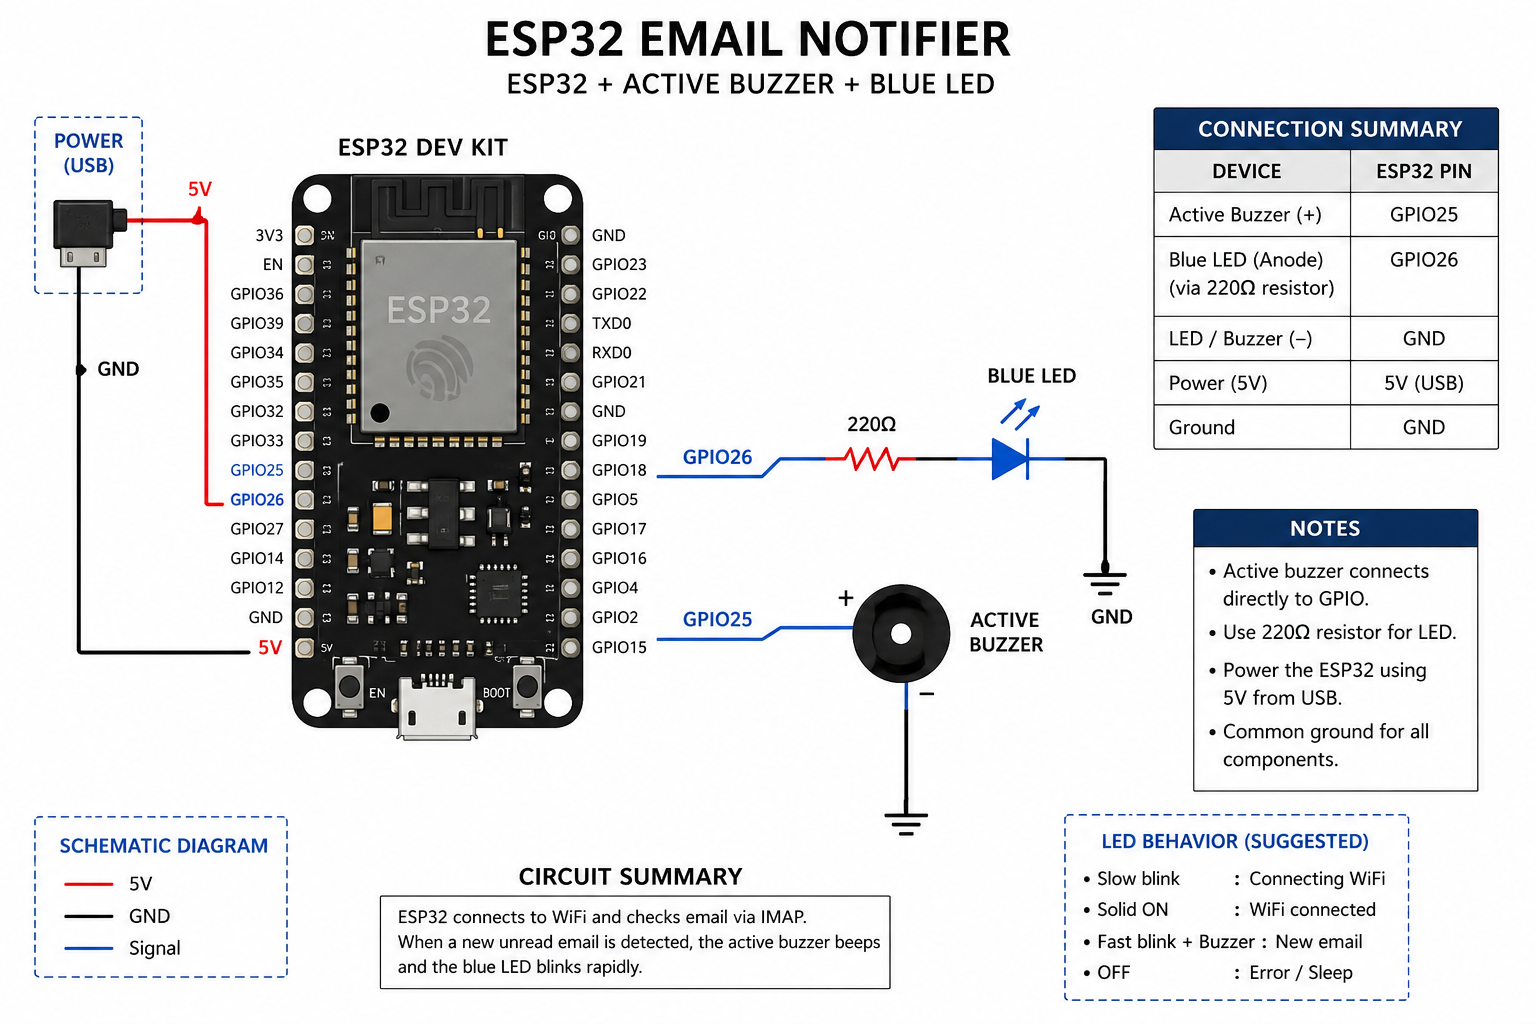 ESP32 EMAIL NOTIFIER
ESP32 + ACTIVE BUZZER + BLUE LED
POWER
(USB)
5V
GND
ESP32 DEV KIT
3V3
EN
GPIO36
GPIO39
GPIO34
GPIO35
GPIO32
GPIO33
GPIO25
GPIO26
GPIO27
GPIO14
GPIO12
GND
5V
ESP32
5V
EN
BOOT
GND
GPIO23
GPIO22
TXD0
RXD0
GPIO21
GND
GPIO19
GPIO18
GPIO5
GPIO17
GPIO16
GPIO4
GPIO2
GPIO15
GPIO26
220Ω
BLUE LED
GND
GPIO25
+
ACTIVE
BUZZER
–
CONNECTION SUMMARY
DEVICE ESP32 PIN
Active Buzzer (+) GPIO25
Blue LED (Anode) GPIO26
(via 220Ω resistor)
LED / Buzzer (–) GND
Power (5V) 5V (USB)
Ground GND
NOTES
• Active buzzer connects
directly to GPIO.
• Use 220Ω resistor for LED.
• Power the ESP32 using
5V from USB.
• Common ground for all
components.
SCHEMATIC DIAGRAM
5V
GND
Signal
CIRCUIT SUMMARY
ESP32 connects to WiFi and checks email via IMAP.
When a new unread email is detected, the active buzzer beeps
and the blue LED blinks rapidly.
LED BEHAVIOR (SUGGESTED)
• Slow blink : Connecting WiFi
• Solid ON : WiFi connected
• Fast blink + Buzzer : New email
• OFF : Error / Sleep